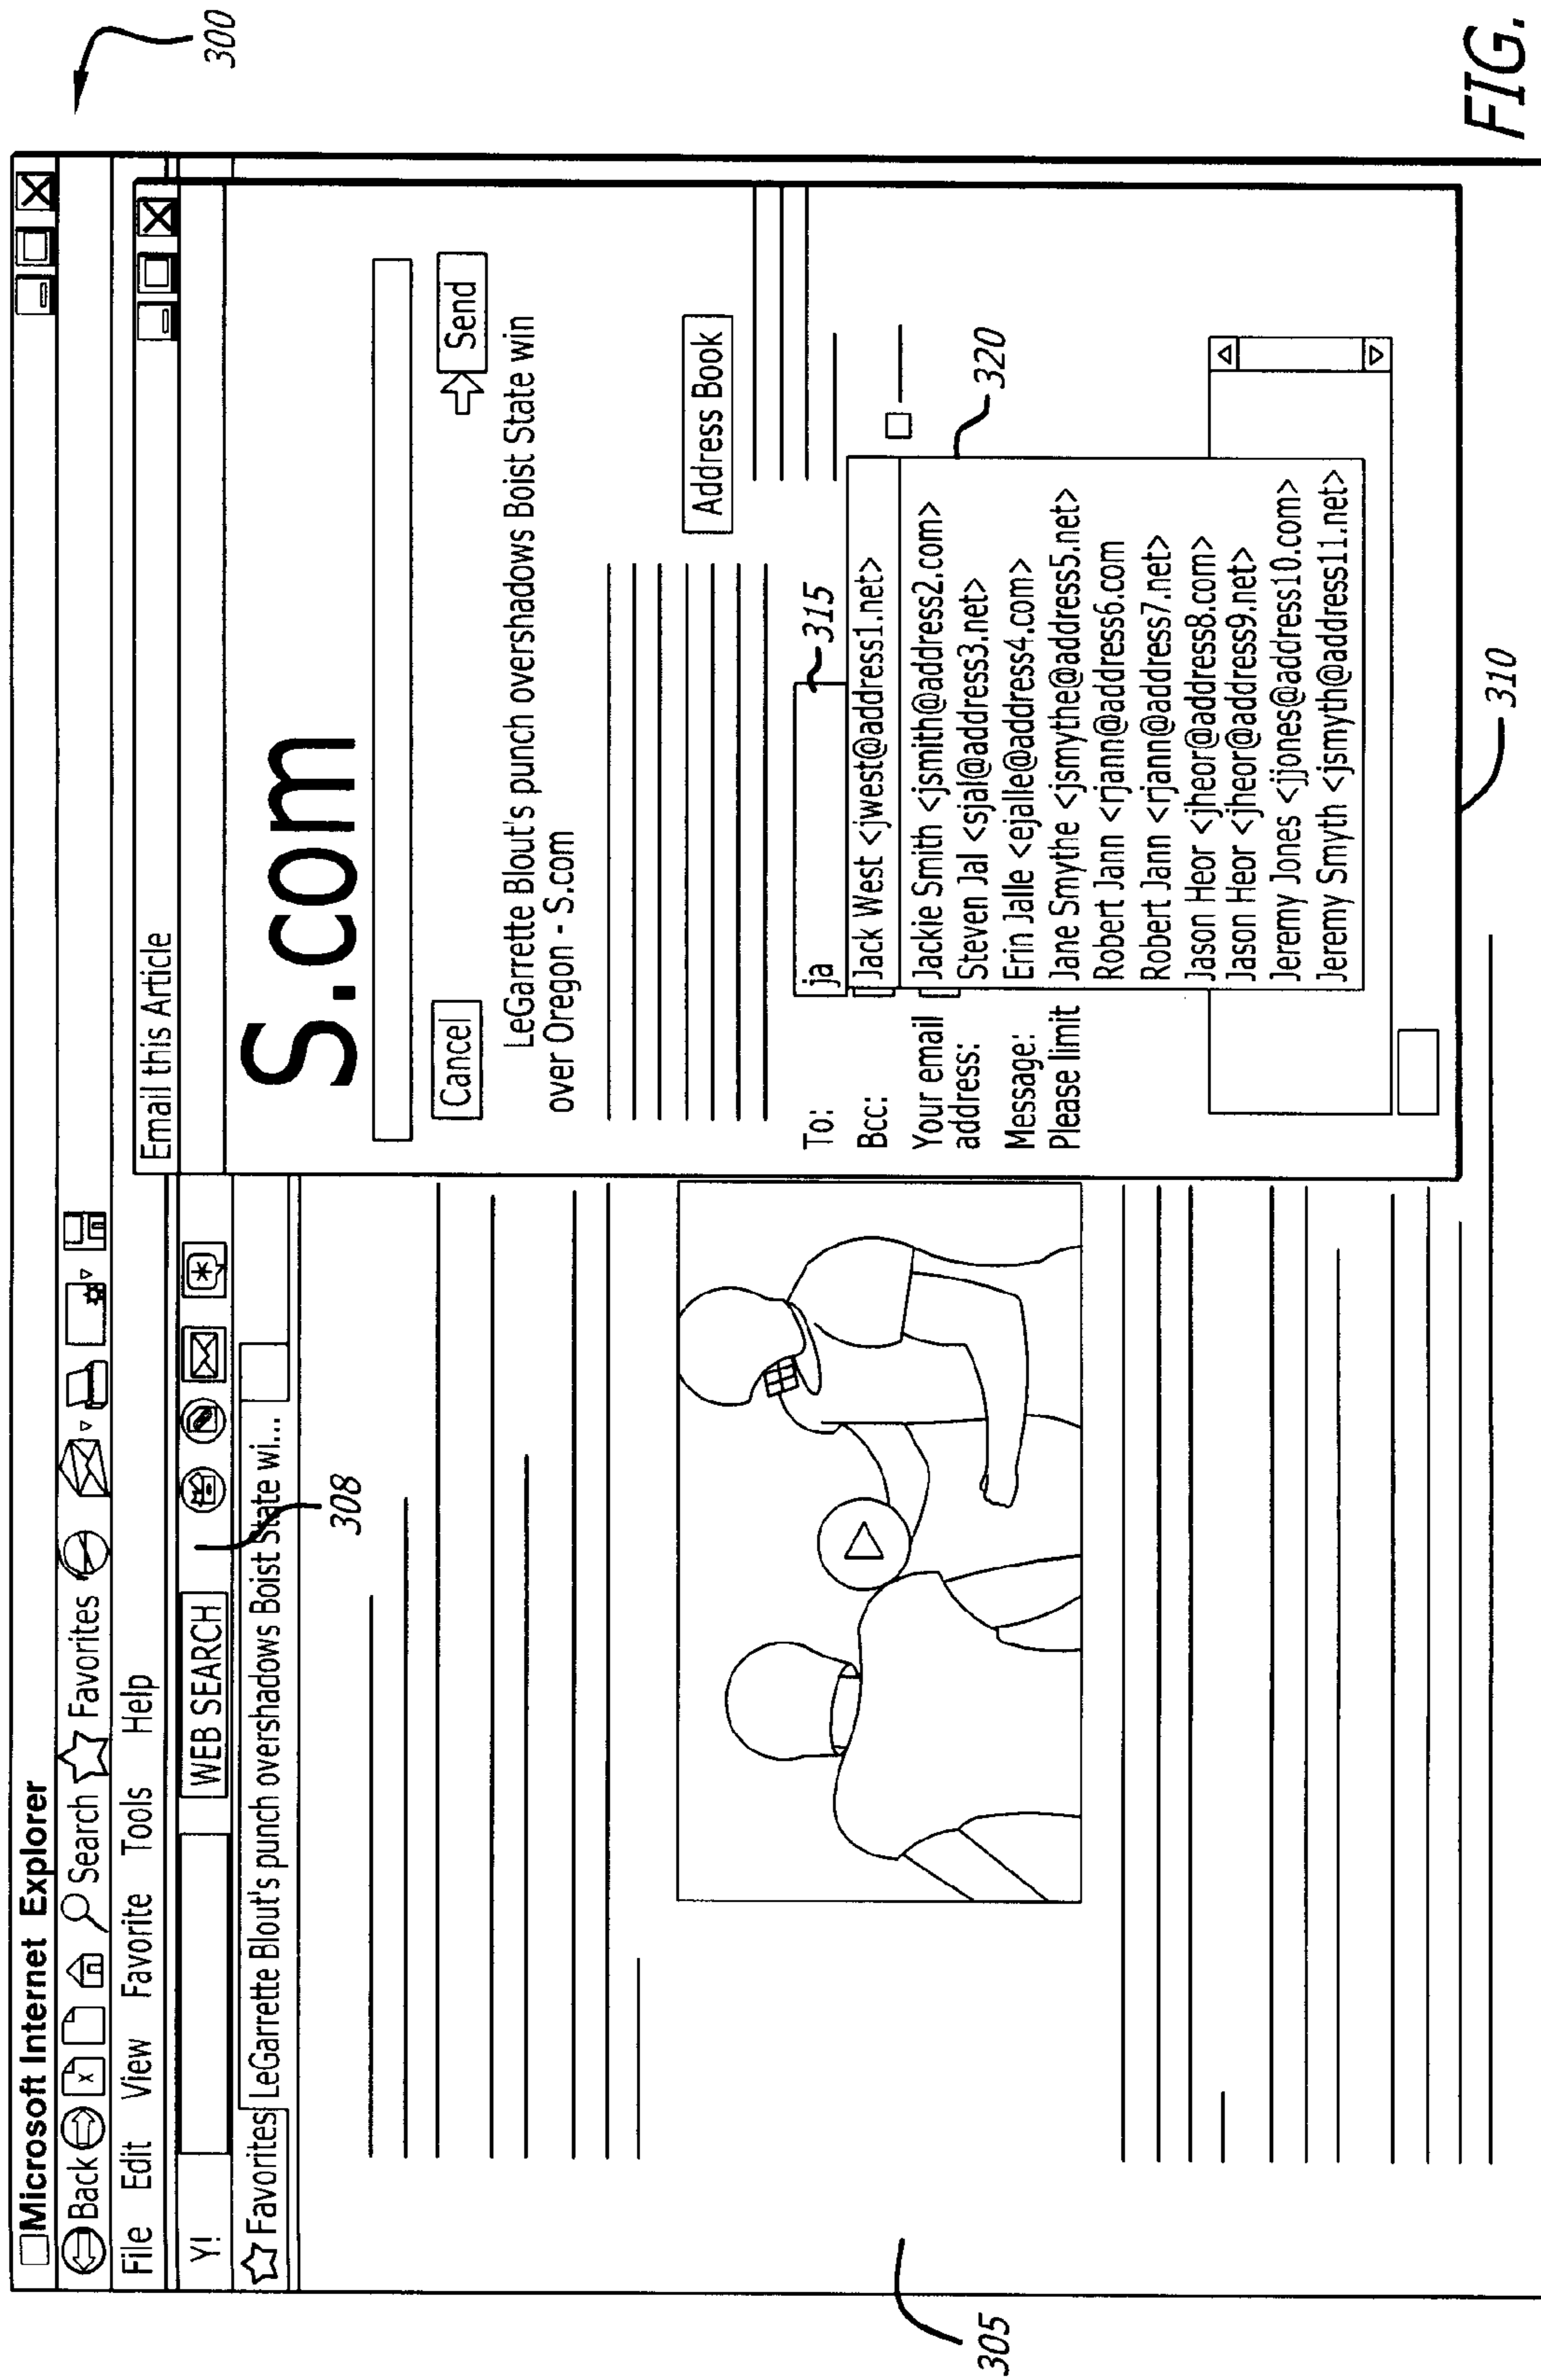 300
Microsoft Internet Explorer
Back
x
Search
Favorites
File Edit View Favorite Tools Help
Y!
WEB SEARCH
Favorites
LeGarrette Blout's punch overshadows Boist State wi...
308
305
Email this Article
S.com
Cancel
Send
LeGarrette Blout's punch overshadows Boist State win
over Oregon - S.com
Address Book
To:
ja
315
Bcc:
Your email
address:
Message:
Please limit
Jack West <jwest@address1.net>
Jackie Smith <jsmith@address2.com>
Steven Jal <sjal@address3.net>
Erin Jalle <ejalle@address4.com>
Jane Smythe <jsmythe@address5.net>
Robert Jann <rjann@address6.com
Robert Jann <rjann@address7.net>
Jason Heor <jheor@address8.com>
Jason Heor <jheor@address9.net>
Jeremy Jones <jjones@address10.com>
Jeremy Smyth <jsmyth@address11.net>
320
310
FIG.